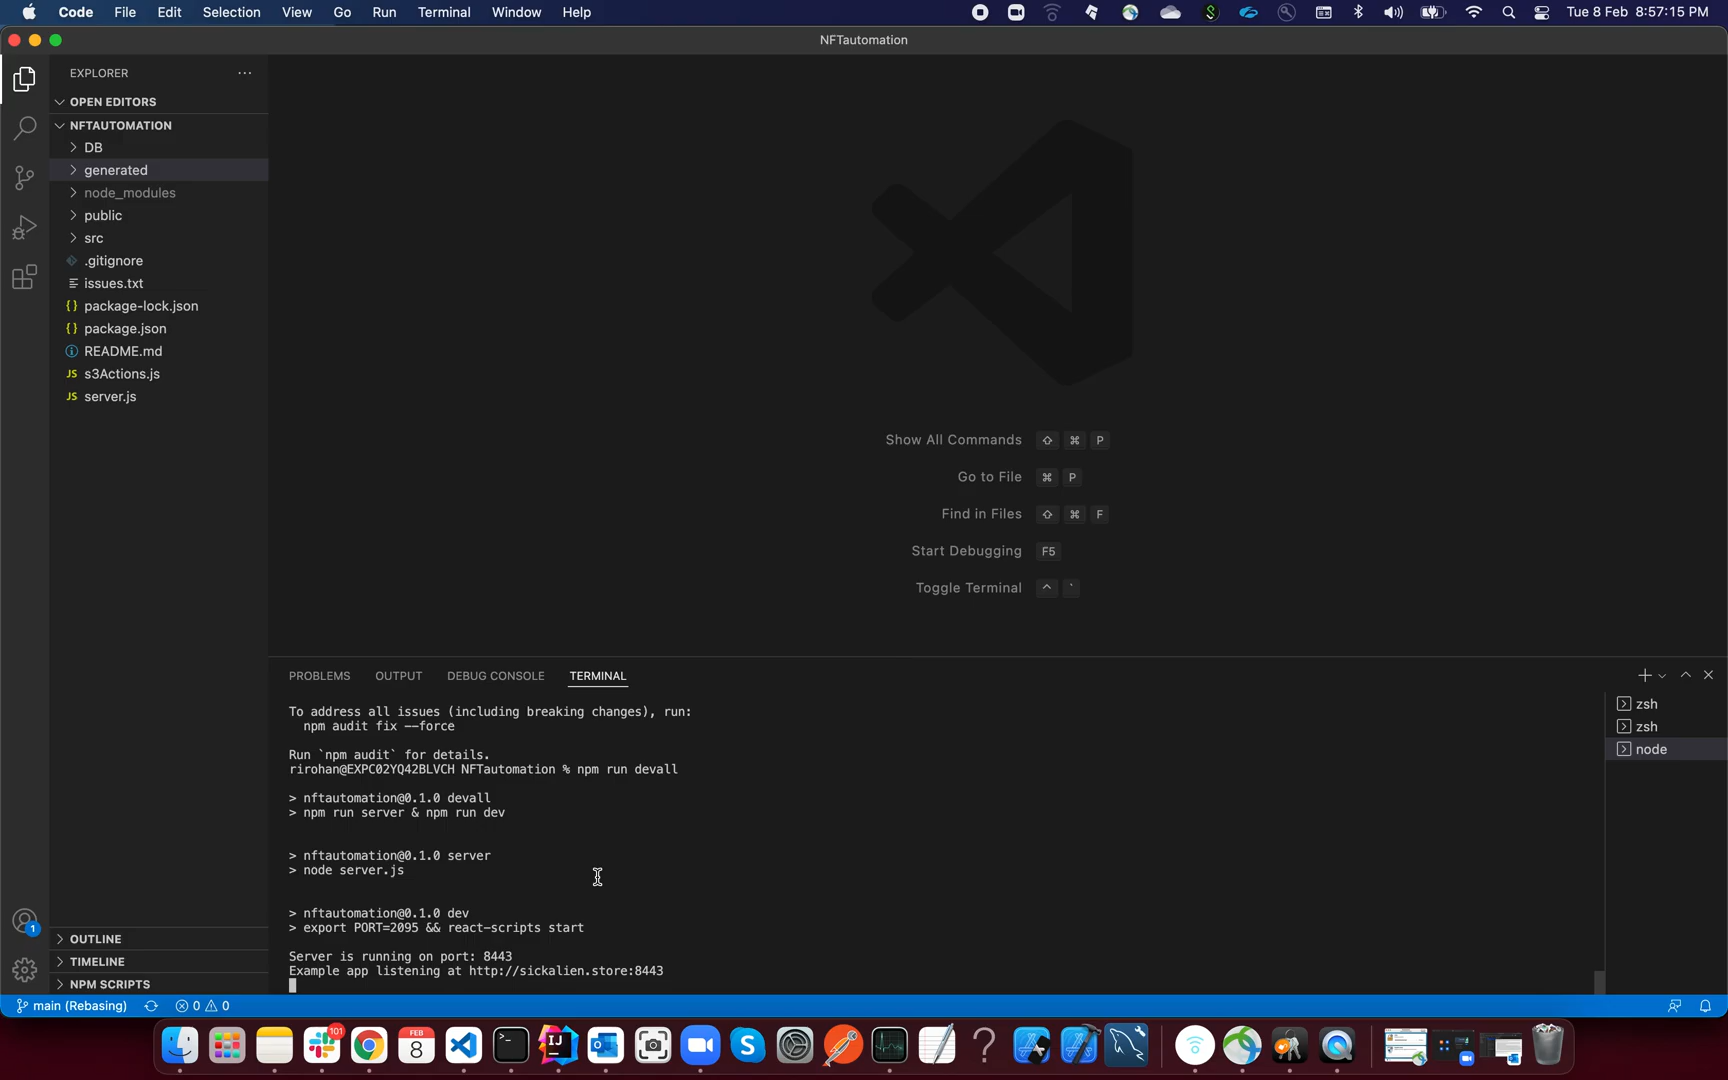 Code File Edit Selection View Go Run Terminal Window Help
Tue 8 Feb 8:57:15 PM
NFTautomation
EXPLORER
OPEN EDITORS
NFTAUTOMATION
DB
generated
node_modules
public
src
.gitignore
issues.txt
{} package-lock.json
{} package.json
README.md
JS s3Actions.js
JS server.js
OUTLINE
TIMELINE
NPM SCRIPTS
Show All Commands ⇧ ⌘ P
Go to File ⌘ P
Find in Files ⇧ ⌘ F
Start Debugging F5
Toggle Terminal ^ `
PROBLEMS OUTPUT DEBUG CONSOLE TERMINAL
To address all issues (including breaking changes), run:
npm audit fix --force
Run `npm audit` for details.
rirohan@EXPC02YQ42BLVCH NFTautomation % npm run devall
> nftautomation@0.1.0 devall
> npm run server & npm run dev
> nftautomation@0.1.0 server
> node server.js
> nftautomation@0.1.0 dev
> export PORT=2095 && react-scripts start
Server is running on port: 8443
Example app listening at http://sickalien.store:8443
zsh
zsh
node
1
main (Rebasing) 0 0
101
FEB
8
IJ
S